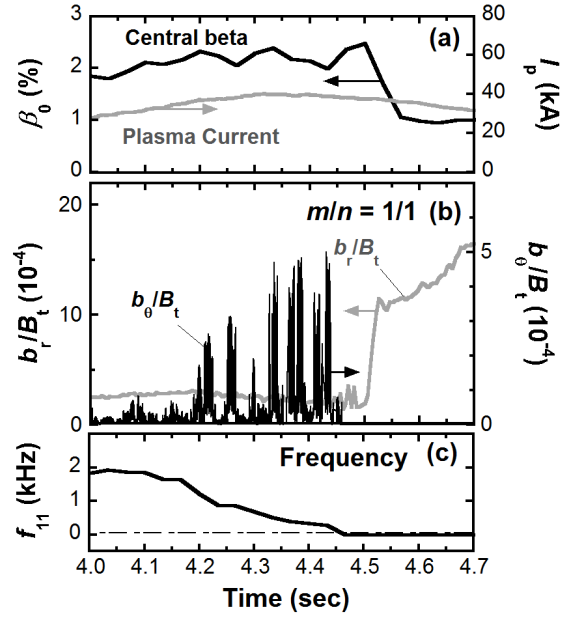 3
2
1
0
β₀ (%)
Central beta
Plasma Current
(a)
80
60
40
20
0
Iₚ (kA)
20
10
0
bᵣ/Bₜ (10⁻⁴)
m/n = 1/1 (b)
bᵣ/Bₜ
b_θ/Bₜ
5
0
b_θ/Bₜ (10⁻⁴)
2
1
0
f₁₁ (kHz)
Frequency
(c)
4.0 4.1 4.2 4.3 4.4 4.5 4.6 4.7
Time (sec)